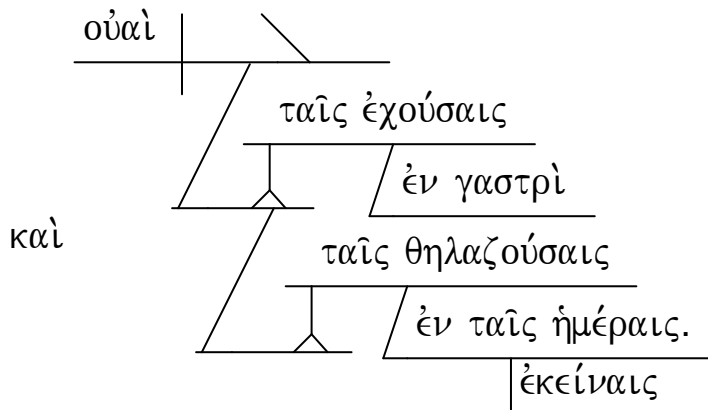 οὐαὶ
ταῖς ἐχούσαις
ἐν γαστρὶ
καὶ
ταῖς θηλαζούσαις
ἐν ταῖς ἡμέραις.
ἐκείναις